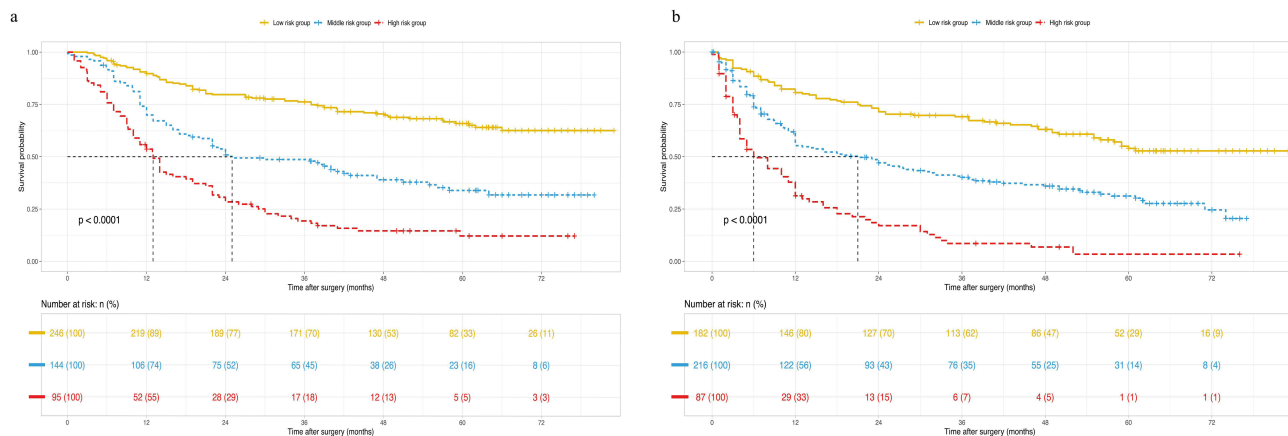 a
Low risk group Middle risk group High risk group
1.00
0.75
0.50
0.25
0.00
Survival probability
p < 0.0001
0 12 24 36 48 60 72
Time after surgery (months)
Number at risk: n (%)
246 (100) 219 (89) 189 (77) 171 (70) 130 (53) 82 (33) 26 (11)
144 (100) 106 (74) 75 (52) 65 (45) 38 (26) 23 (16) 8 (6)
95 (100) 52 (55) 28 (29) 17 (18) 12 (13) 5 (5) 3 (3)
0 12 24 36 48 60 72
Time after surgery (months)
b
Low risk group Middle risk group High risk group
1.00
0.75
0.50
0.25
0.00
Survival probability
p < 0.0001
0 12 24 36 48 60 72
Time after surgery (months)
Number at risk: n (%)
182 (100) 146 (80) 127 (70) 113 (62) 86 (47) 52 (29) 16 (9)
216 (100) 122 (56) 93 (43) 76 (35) 55 (25) 31 (14) 8 (4)
87 (100) 29 (33) 13 (15) 6 (7) 4 (5) 1 (1) 1 (1)
0 12 24 36 48 60 72
Time after surgery (months)